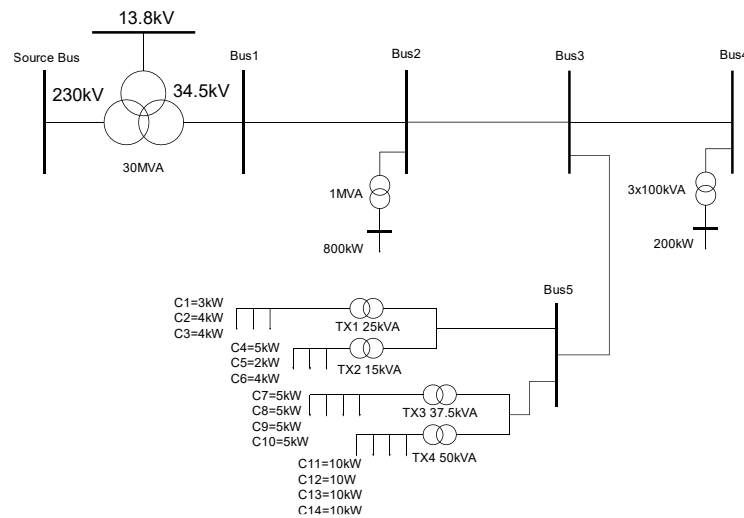 13.8kV
Source Bus
Bus1
Bus2
Bus3
Bus4
230kV
34.5kV
30MVA
1MVA
3x100kVA
800kW
200kW
Bus5
C1=3kW
C2=4kW
C3=4kW
TX1 25kVA
C4=5kW
C5=2kW
C6=4kW
TX2 15kVA
C7=5kW
C8=5kW
C9=5kW
C10=5kW
TX3 37.5kVA
TX4 50kVA
C11=10kW
C12=10W
C13=10kW
C14=10kW